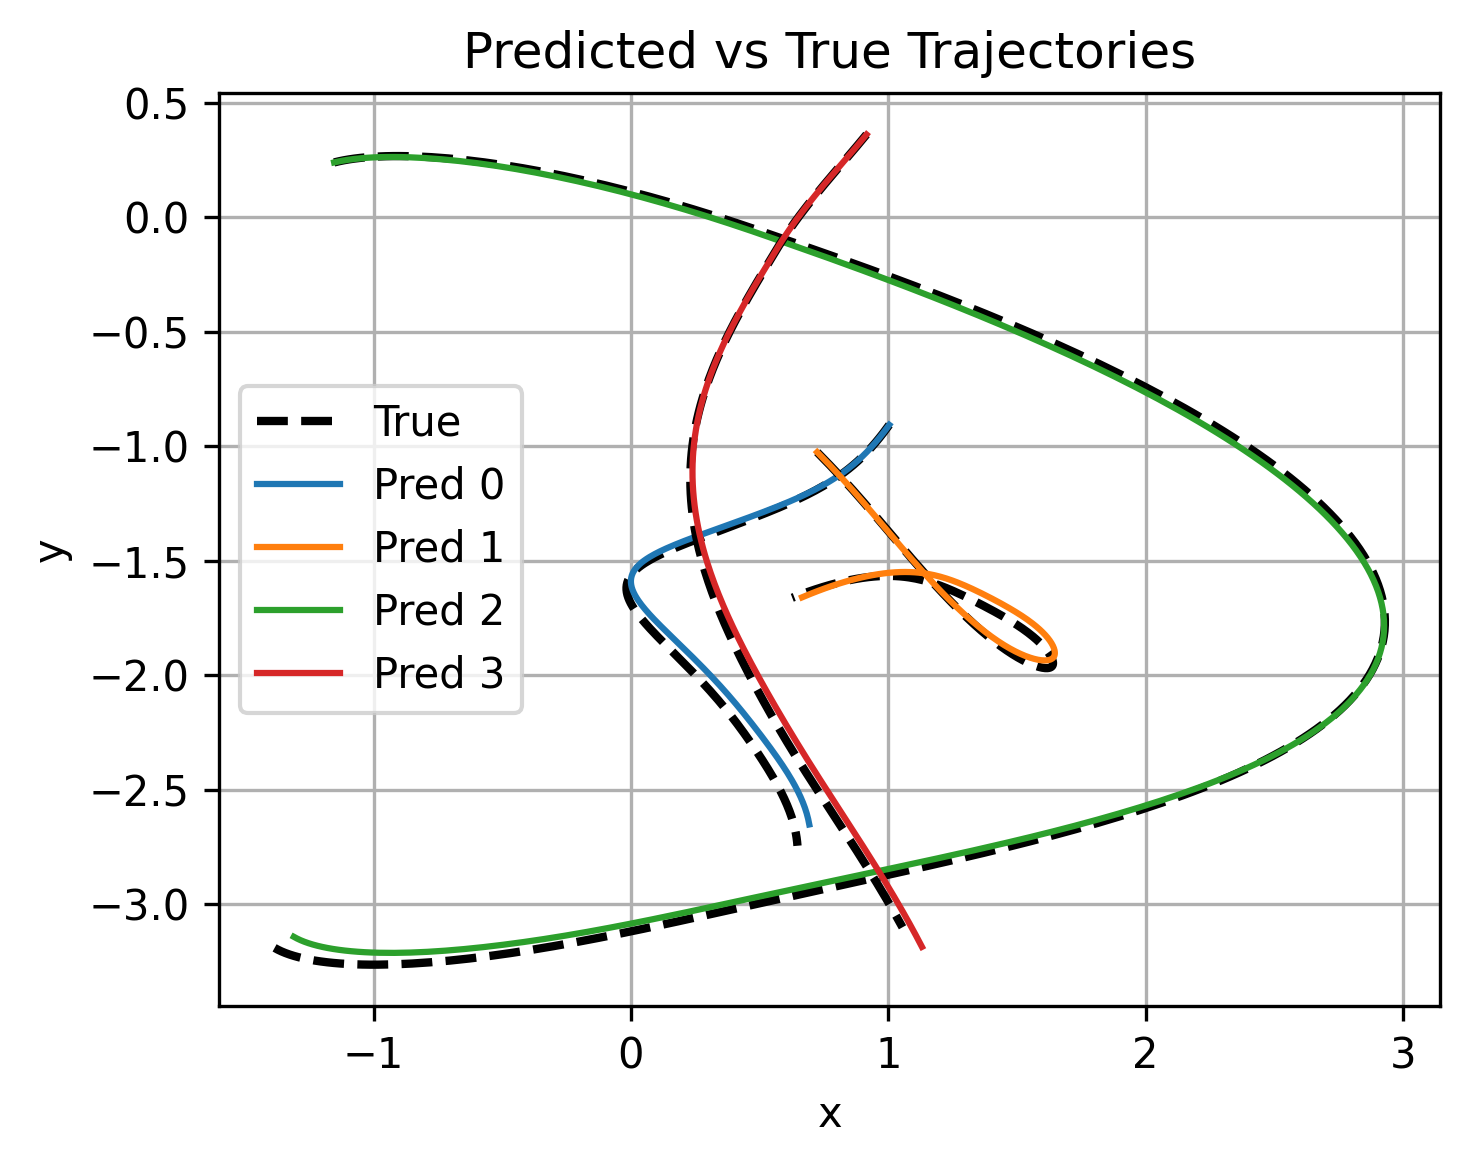 Predicted vs True Trajectories
0.5
0.0
−0.5
−1.0
−1.5
−2.0
−2.5
−3.0
y
True
Pred 0
Pred 1
Pred 2
Pred 3
−1 0 1 2 3
x